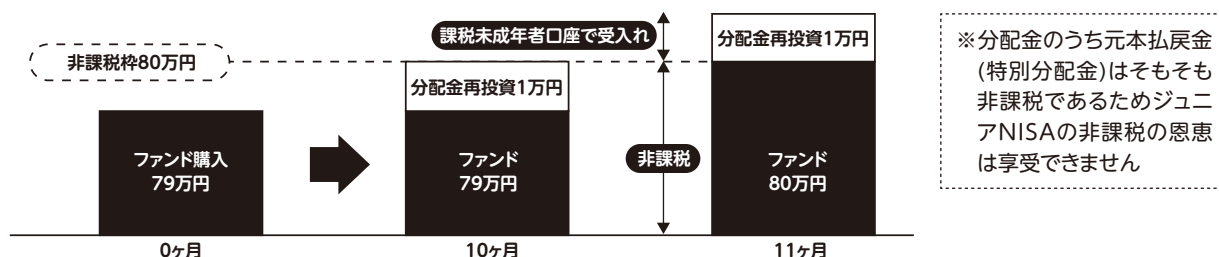 課税未成年者口座で受入れ
非課税枠80万円
分配金再投資1万円
分配金再投資1万円
ファンド購入
79万円
ファンド
79万円
非課税
ファンド
80万円
0ヶ月
10ヶ月
11ヶ月
※分配金のうち元本払戻金
(特別分配金)はそもそも
非課税であるためジュニ
アNISAの非課税の恩恵
は享受できません